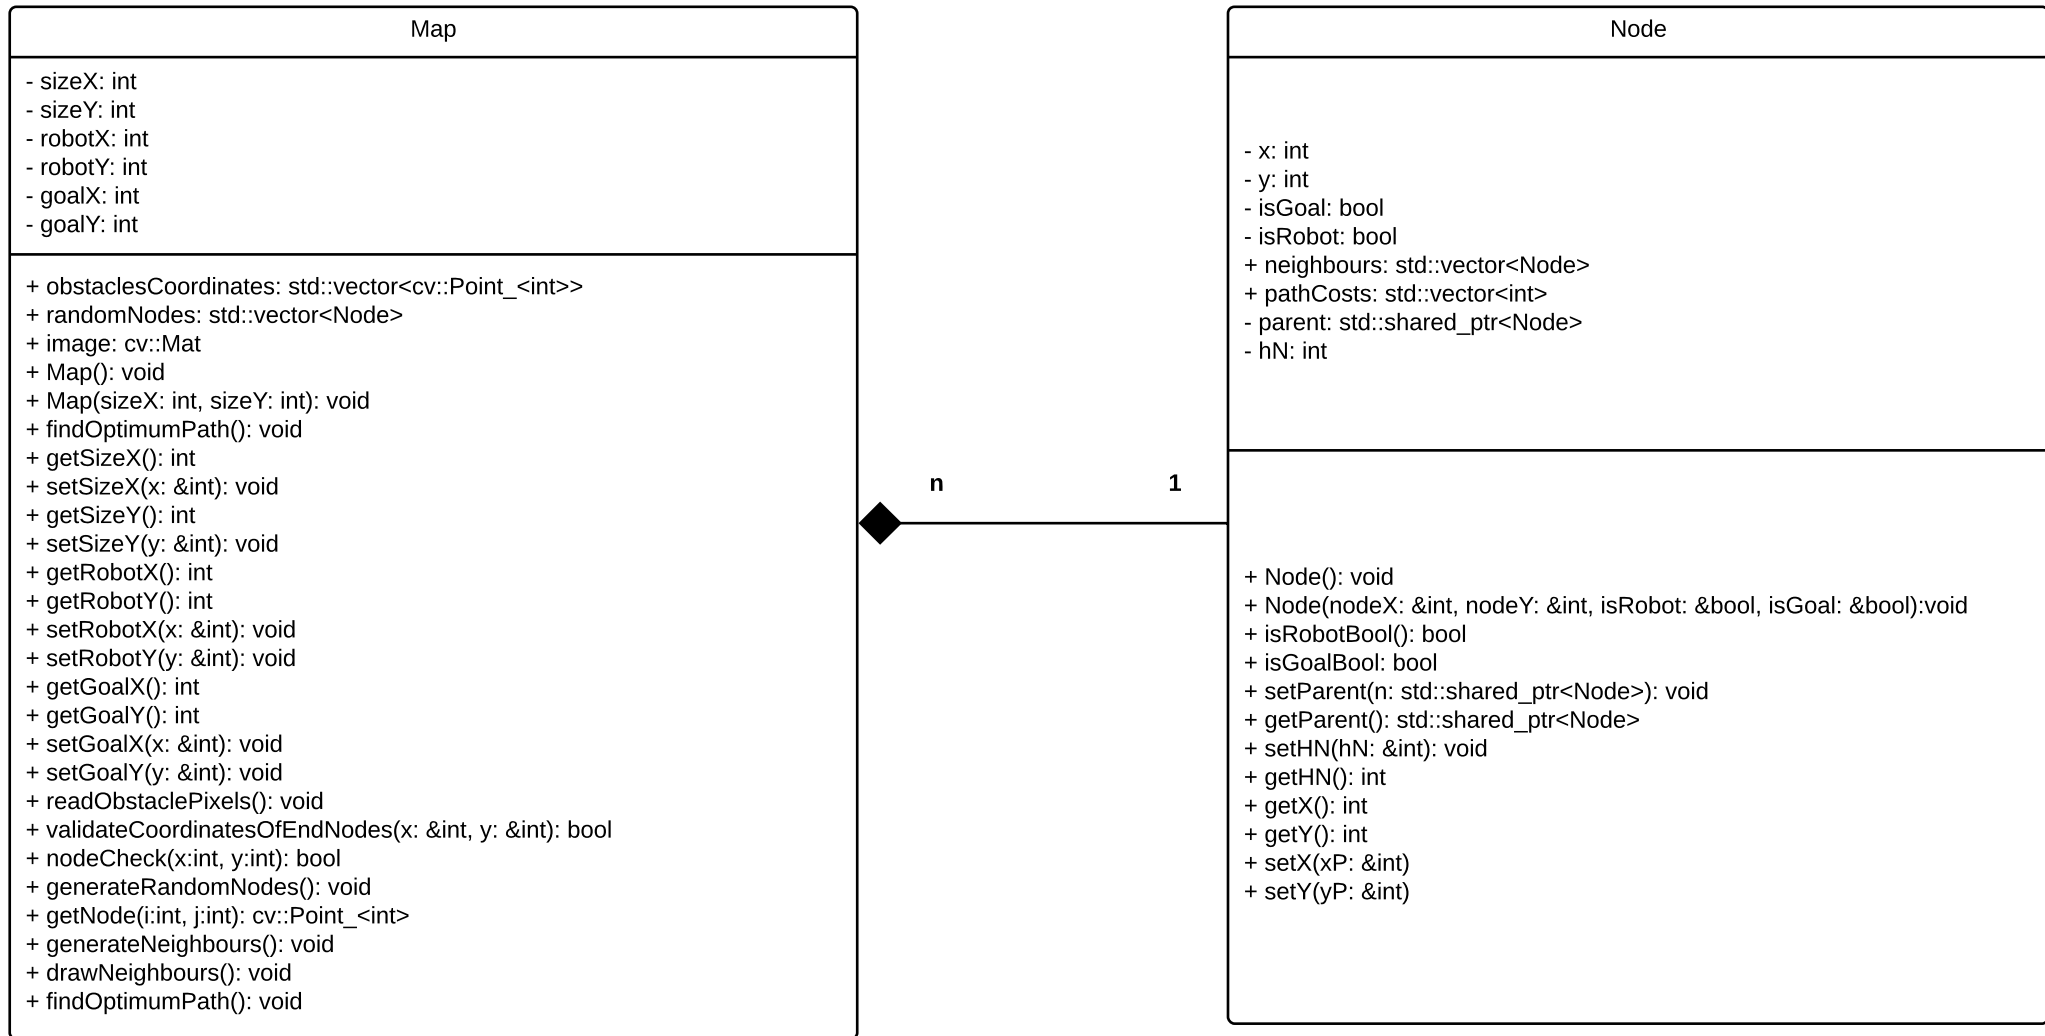 Map
- sizeX: int
- sizeY: int
- robotX: int
- robotY: int
- goalX: int
- goalY: int
+ obstaclesCoordinates: std::vector<cv::Point_<int>>
+ randomNodes: std::vector<Node>
+ image: cv::Mat
+ Map(): void
+ Map(sizeX: int, sizeY: int): void
+ findOptimumPath(): void
+ getSizeX(): int
+ setSizeX(x: &int): void
+ getSizeY(): int
+ setSizeY(y: &int): void
+ getRobotX(): int
+ getRobotY(): int
+ setRobotX(x: &int): void
+ setRobotY(y: &int): void
+ getGoalX(): int
+ getGoalY(): int
+ setGoalX(x: &int): void
+ setGoalY(y: &int): void
+ readObstaclePixels(): void
+ validateCoordinatesOfEndNodes(x: &int, y: &int): bool
+ nodeCheck(x:int, y:int): bool
+ generateRandomNodes(): void
+ getNode(i:int, j:int): cv::Point_<int>
+ generateNeighbours(): void
+ drawNeighbours(): void
+ findOptimumPath(): void
n
1
Node
- x: int
- y: int
- isGoal: bool
- isRobot: bool
+ neighbours: std::vector<Node>
+ pathCosts: std::vector<int>
- parent: std::shared_ptr<Node>
- hN: int
+ Node(): void
+ Node(nodeX: &int, nodeY: &int, isRobot: &bool, isGoal: &bool):void
+ isRobotBool(): bool
+ isGoalBool: bool
+ setParent(n: std::shared_ptr<Node>): void
+ getParent(): std::shared_ptr<Node>
+ setHN(hN: &int): void
+ getHN(): int
+ getX(): int
+ getY(): int
+ setX(xP: &int)
+ setY(yP: &int)